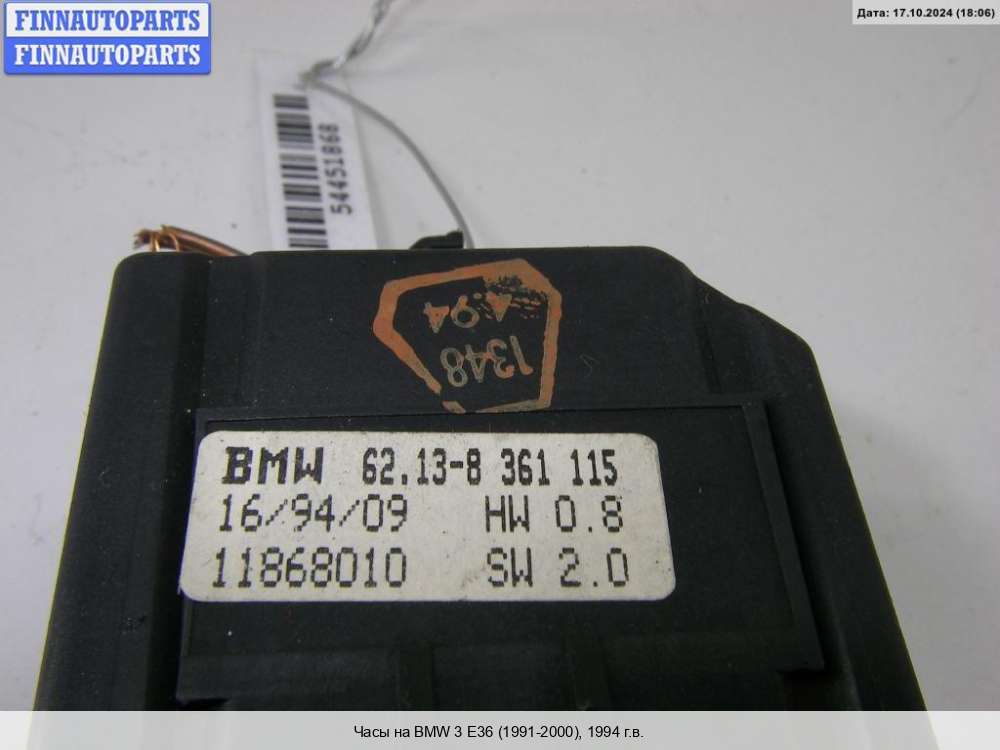 FINNAUTOPARTS
FINNAUTOPARTS
Дата: 17.10.2024 (18:06)
54451868
4.94
1348
BMW 62.13-8 361 115
16/94/09 HW 0.8
11868010 SW 2.0
Часы на BMW 3 E36 (1991-2000), 1994 г.в.